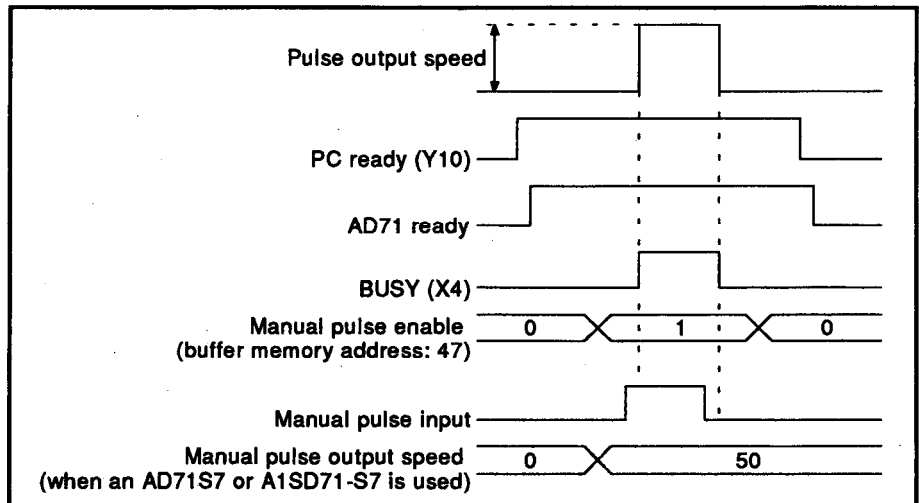 Pulse output speed
PC ready (Y10)
AD71 ready
BUSY (X4)
Manual pulse enable 0 1 0
(buffer memory address: 47)
Manual pulse input
Manual pulse output speed 0 50
(when an AD71S7 or A1SD71-S7 is used)